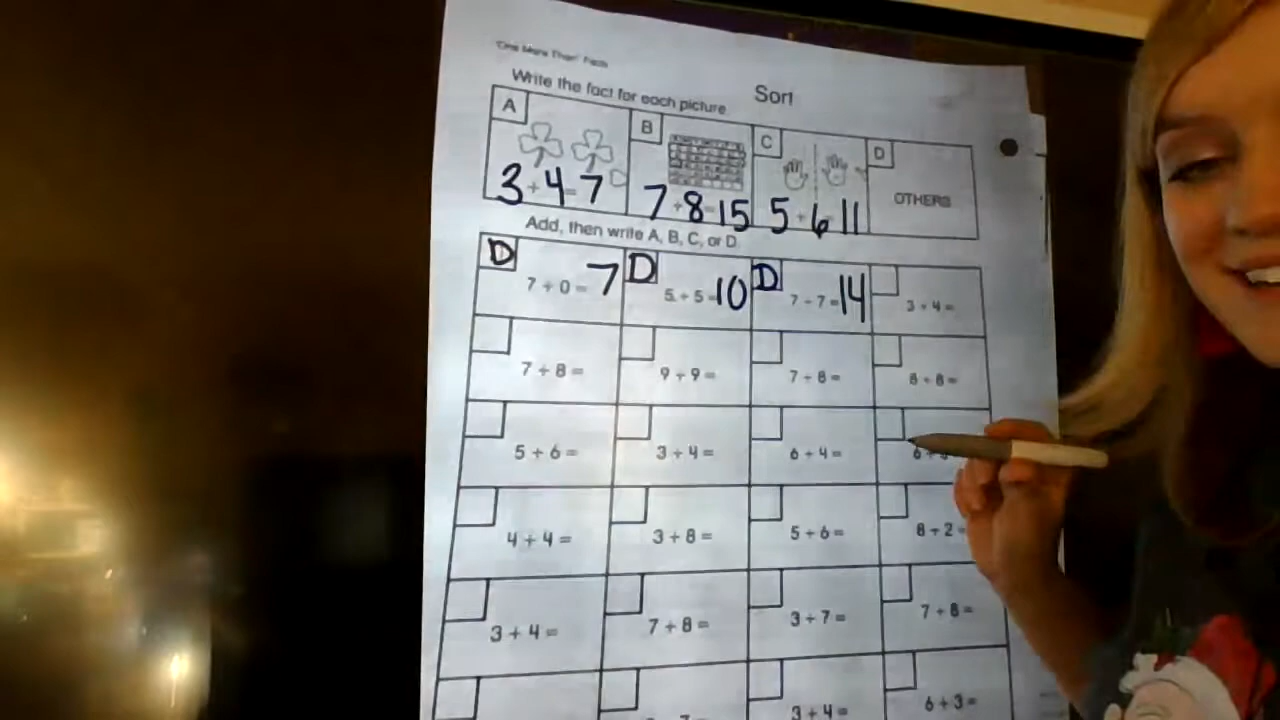 "One More Than" Facts
Sort
Write the fact for each picture.
A B C D
3 + 4 = 7 7 + 8 = 15 5 + 6 11 OTHERS
Add, then write A, B, C, or D.
D D D
7 + 0 = 7 5 + 5 = 10 7 + 7 = 14 3 + 4 =
7 + 8 = 9 + 9 = 7 + 8 = 8 + 8 =
5 + 6 = 3 + 4 = 6 + 4 = 6 +
4 + 4 = 3 + 8 = 5 + 6 = 8 + 2 =
3 + 4 = 7 + 8 = 3 + 7 = 7 + 8 =
7 3 + 4 = 6 + 3 =